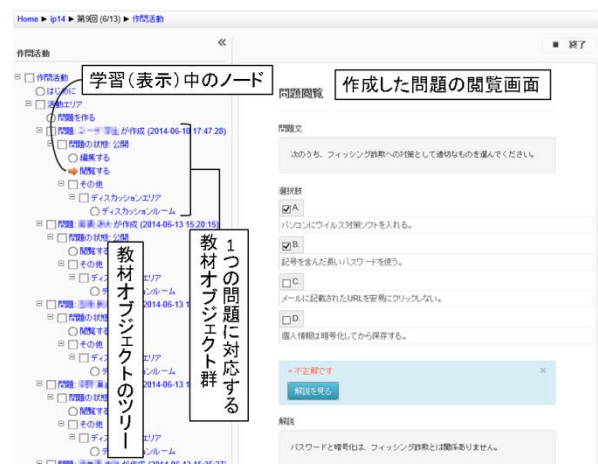 Home ▶ ip14 ▶ 第9回 (6/13) ▶ 作問活動
作問活動
«
■ 終了
作問活動
はじめに
活動エリア
問題を作る
問題: が作成 (2014-06-10 17:47:28)
問題の状態: 公開
編集する
閲覧する
その他
ディスカッションエリア
ディスカッションルーム
問題: が作成 (2014-06-13 15:20:15)
問題の状態: 公開
閲覧する
その他
ディス
デ ルーム
問題: 2014-06-13 1
問題の状態
閲覧する
その他
ディ エリア
デ ンルーム
問題: 2014-06-13 1
問題の状態
閲覧する
その他
ディ エリア
ルーム
学習(表示)中のノード
教材オブジェクトのツリー
1つの問題に対応する
教材オブジェクト群
作成した問題の閲覧画面
問題閲覧
問題文
次のうち、フィッシング詐欺への対策として適切なものを選んでください。
選択肢
A.
パソコンにウイルス対策ソフトを入れる。
B.
記号を含んだ長いパスワードを使う。
C.
メールに記載されたURLを安易にクリックしない。
D.
個人情報は暗号化してから保存する。
×不正解です
×
解説を見る
解説
パスワードと暗号化は、フィッシング詐欺とは関係ありません。